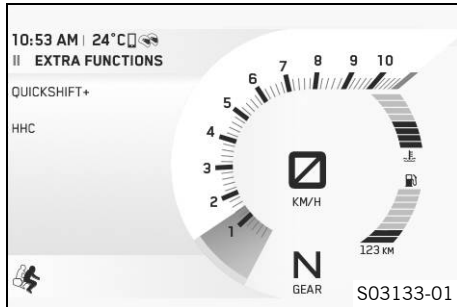 10:53 AM | 24°C
EXTRA FUNCTIONS
QUICKSHIFT+
HHC
1
2
3
4
5
6
7
8
9
10
0
KM/H
N
GEAR
123 KM
S03133-01